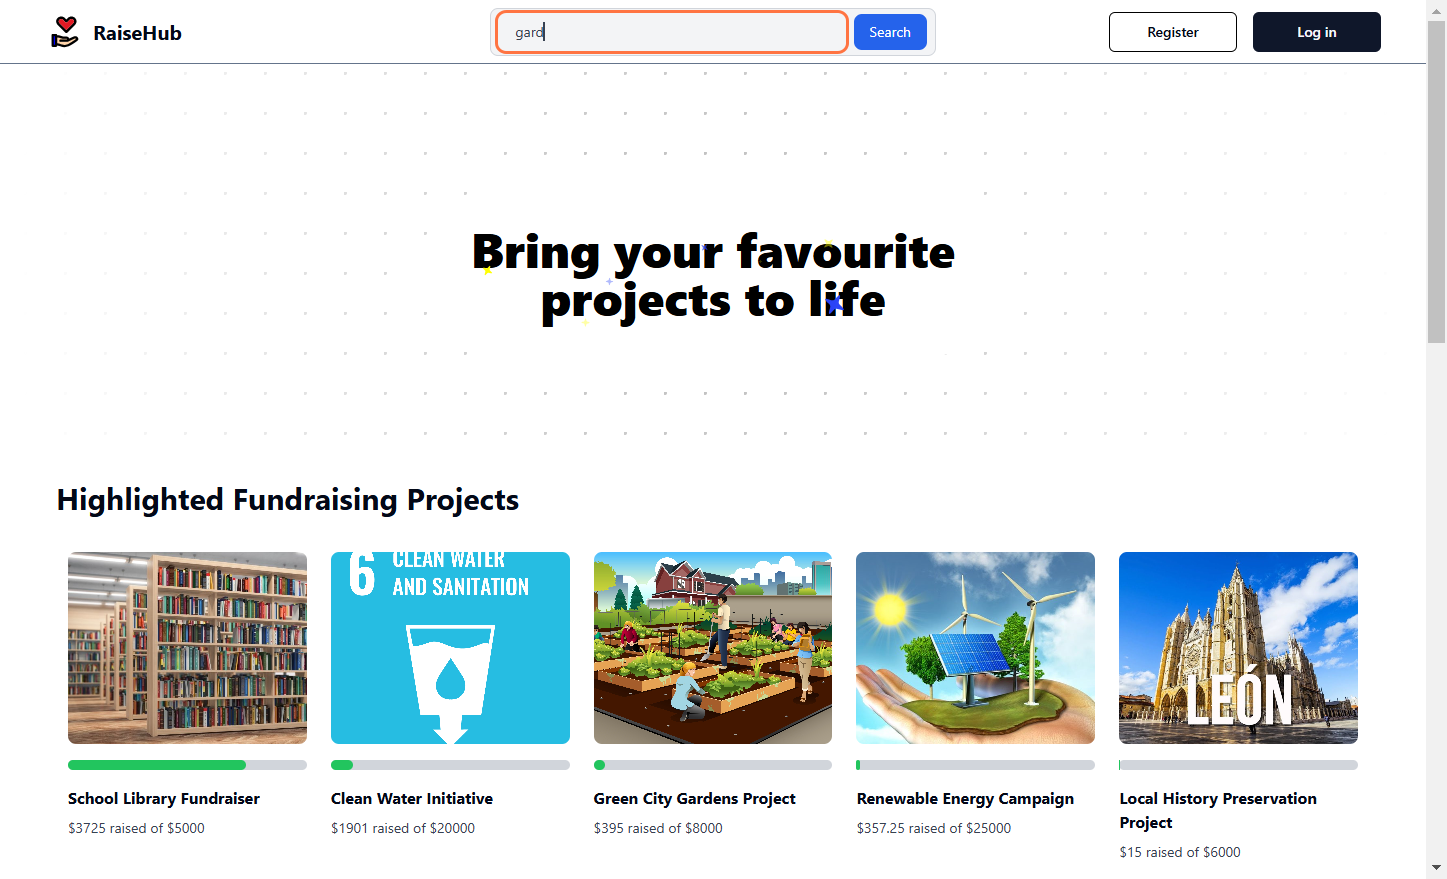 RaiseHub
gard
Search
Register
Log in
Bring your favourite
projects to life
Highlighted Fundraising Projects
6 CLEAN WATER
AND SANITATION
LEÓN
School Library Fundraiser
$3725 raised of $5000
Clean Water Initiative
$1901 raised of $20000
Green City Gardens Project
$395 raised of $8000
Renewable Energy Campaign
$357.25 raised of $25000
Local History Preservation
Project
$15 raised of $6000